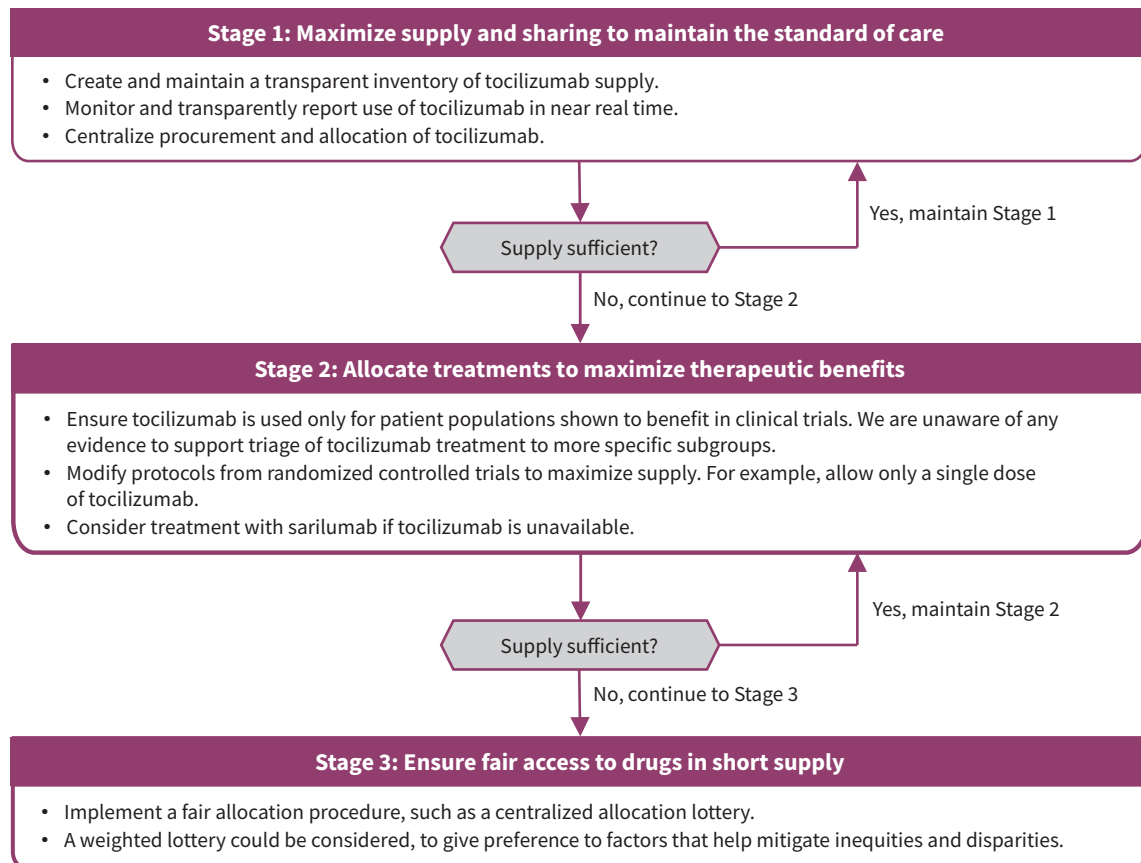 Stage 1: Maximize supply and sharing to maintain the standard of care
• Create and maintain a transparent inventory of tocilizumab supply.
• Monitor and transparently report use of tocilizumab in near real time.
• Centralize procurement and allocation of tocilizumab.
Yes, maintain Stage 1
Supply sufficient?
No, continue to Stage 2
Stage 2: Allocate treatments to maximize therapeutic benefits
• Ensure tocilizumab is used only for patient populations shown to benefit in clinical trials. We are unaware of any
evidence to support triage of tocilizumab treatment to more specific subgroups.
• Modify protocols from randomized controlled trials to maximize supply. For example, allow only a single dose
of tocilizumab.
• Consider treatment with sarilumab if tocilizumab is unavailable.
Yes, maintain Stage 2
Supply sufficient?
No, continue to Stage 3
Stage 3: Ensure fair access to drugs in short supply
• Implement a fair allocation procedure, such as a centralized allocation lottery.
• A weighted lottery could be considered, to give preference to factors that help mitigate inequities and disparities.